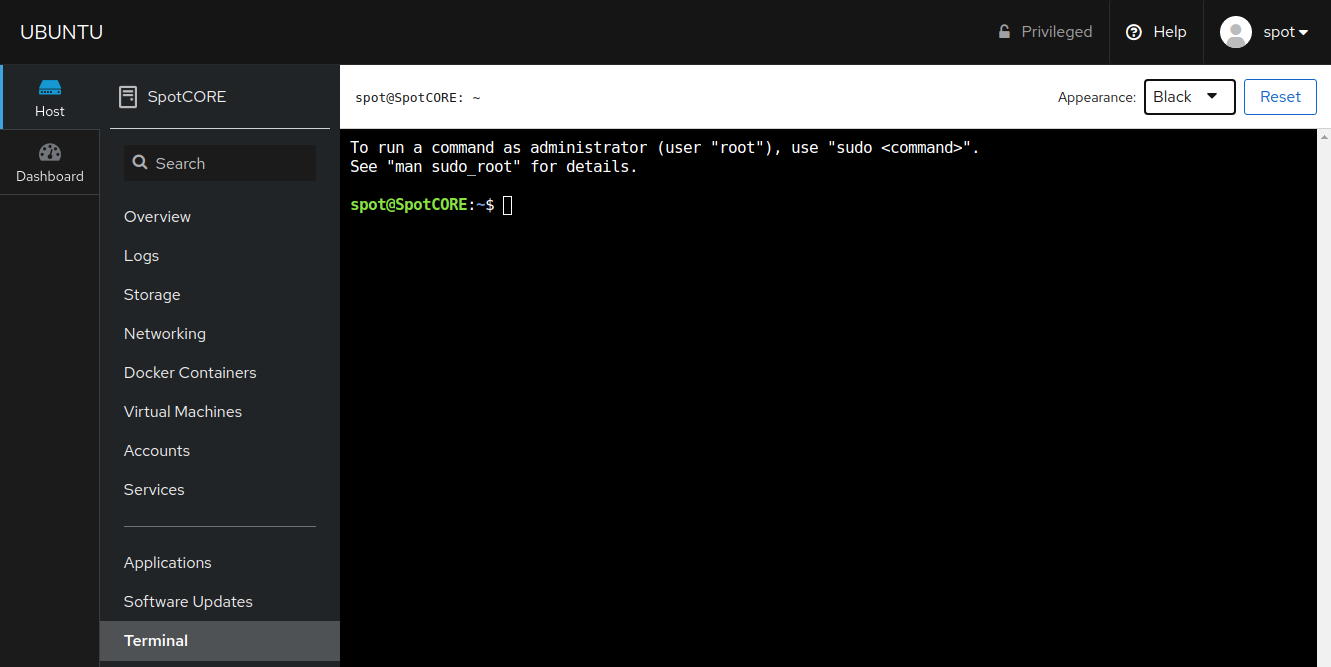 UBUNTU
Privileged
Help
spot
Host
Dashboard
SpotCORE
Search
Overview
Logs
Storage
Networking
Docker Containers
Virtual Machines
Accounts
Services
Applications
Software Updates
Terminal
spot@SpotCORE: ~
Appearance: Black
Reset
To run a command as administrator (user "root"), use "sudo <command>".
See "man sudo_root" for details.
spot@SpotCORE:~$